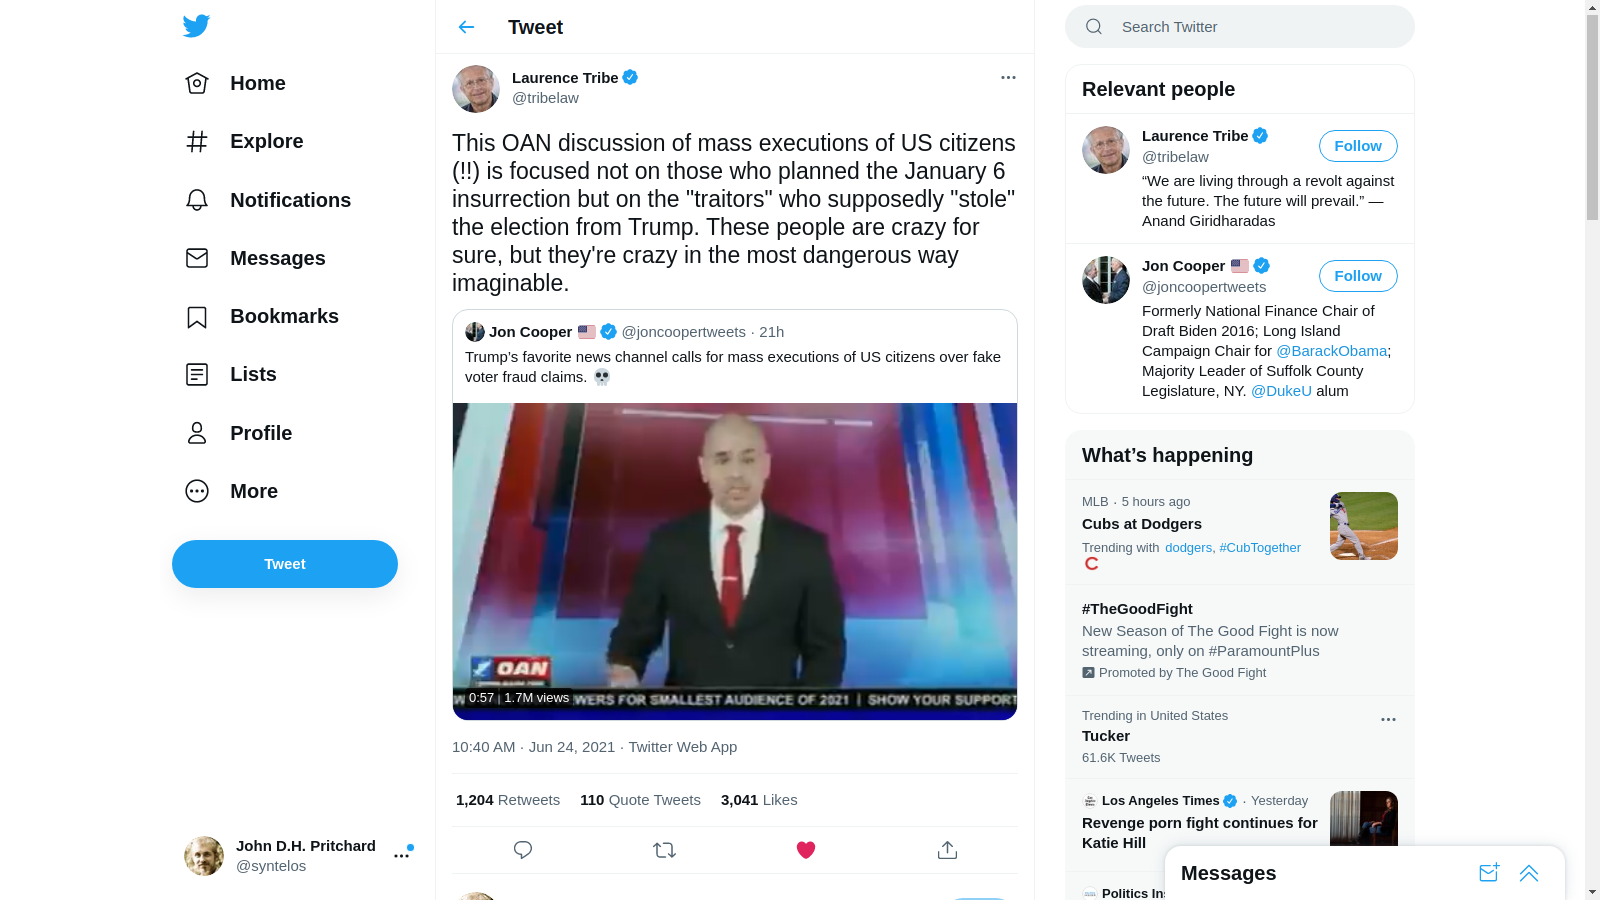 Home
Explore
Notifications
Messages
Bookmarks
Lists
Profile
More
Tweet
John D.H. Pritchard
@syntelos
Tweet
Laurence Tribe
@tribelaw
This OAN discussion of mass executions of US citizens
(!!) is focused not on those who planned the January 6
insurrection but on the "traitors" who supposedly "stole"
the election from Trump. These people are crazy for
sure, but they're crazy in the most dangerous way
imaginable.
Jon Cooper 🇺🇸 @joncoopertweets · 21h
Trump’s favorite news channel calls for mass executions of US citizens over fake
voter fraud claims. 💀
OAN
0:57 1.7M views
WERS FOR SMALLEST AUDIENCE OF 2021 | SHOW YOUR SUPPORT
10:40 AM · Jun 24, 2021 · Twitter Web App
1,204 Retweets 110 Quote Tweets 3,041 Likes
Search Twitter
Relevant people
Laurence Tribe
@tribelaw
Follow
“We are living through a revolt against
the future. The future will prevail.” —
Anand Giridharadas
Jon Cooper 🇺🇸
@joncoopertweets
Follow
Formerly National Finance Chair of
Draft Biden 2016; Long Island
Campaign Chair for @BarackObama;
Majority Leader of Suffolk County
Legislature, NY. @DukeU alum
What’s happening
MLB · 5 hours ago
Cubs at Dodgers
Trending with dodgers, #CubTogether
#TheGoodFight
New Season of The Good Fight is now
streaming, only on #ParamountPlus
Promoted by The Good Fight
Trending in United States
Tucker
61.6K Tweets
Los Angeles Times · Yesterday
Revenge porn fight continues for
Katie Hill
Politics Ins
Messages